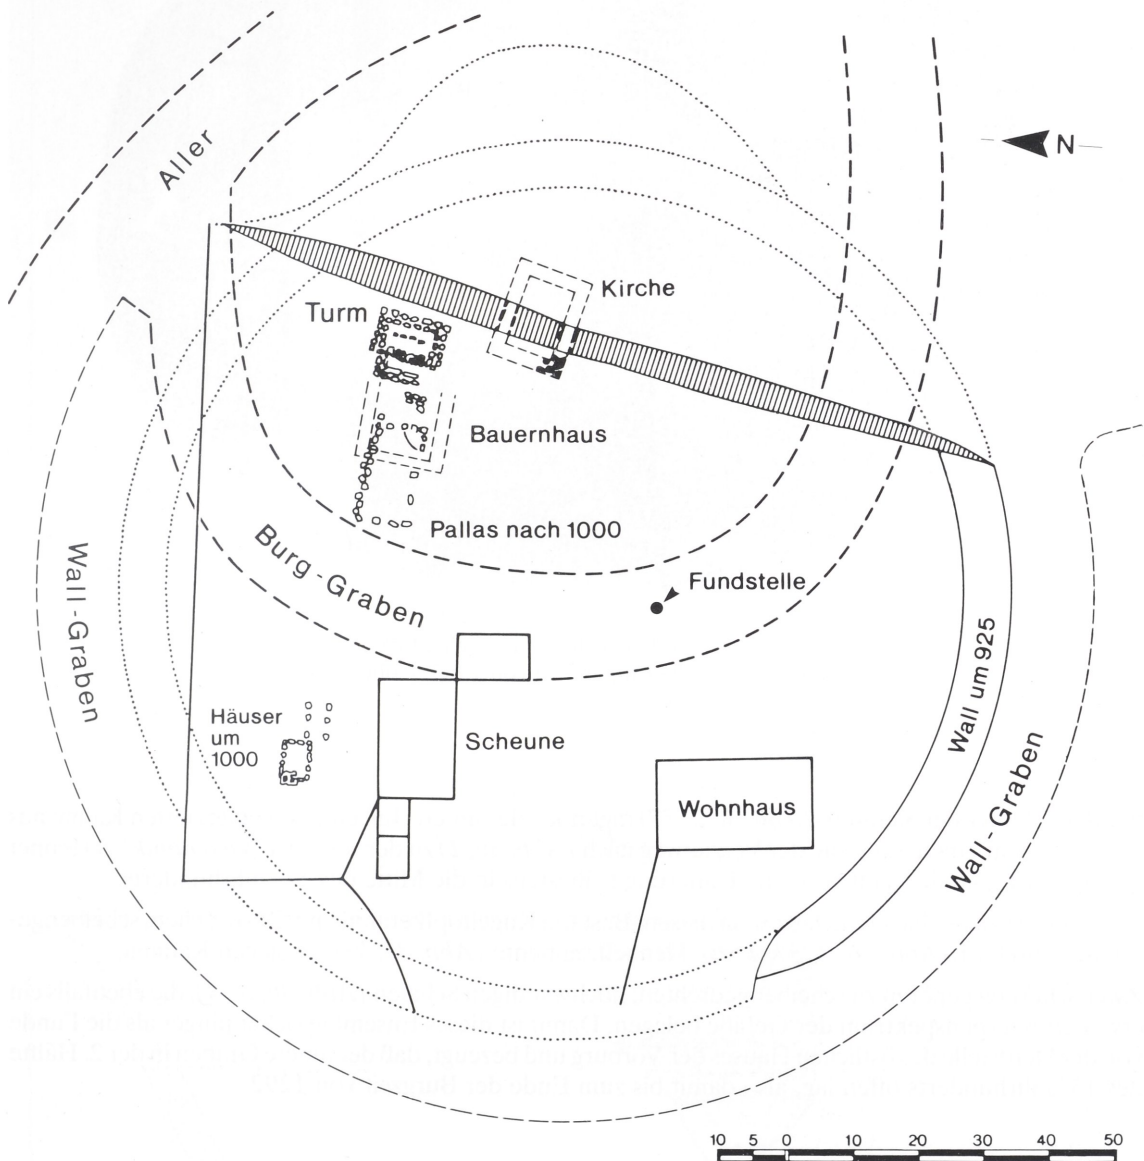 Aller
N
Kirche
Turm
Bauernhaus
Pallas nach 1000
Burg-Graben
Fundstelle
Wall-Graben
Wall um 925
Häuser
um
1000
Scheune
Wohnhaus
Wall-Graben
10 5 0 10 20 30 40 50